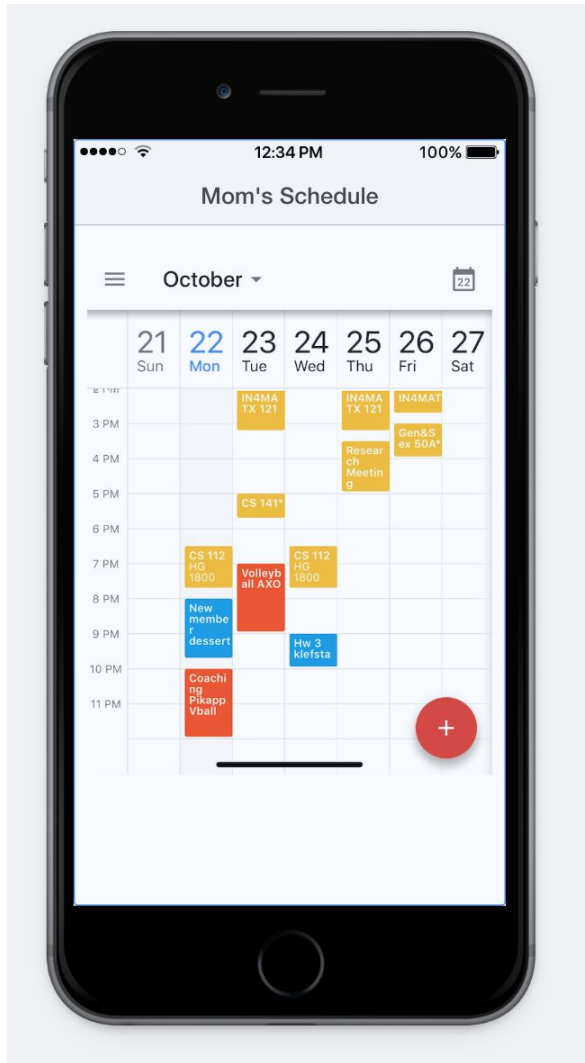 12:34 PM
100%
Mom's Schedule
October
22
21 22 23 24 25 26 27
Sun Mon Tue Wed Thu Fri Sat
3 PM
4 PM
5 PM
6 PM
7 PM
8 PM
9 PM
10 PM
11 PM
CS 112
HG
1800
New
membe
r
dessert
Coachi
ng
Pikapp
Vball
IN4MA
TX 121
CS 141*
Volleyb
all AXO
CS 112
HG
1800
Hw 3
klefsta
IN4MA
TX 121
Resear
ch
Meetin
g
IN4MAT
Gen&S
ex 50A*
+